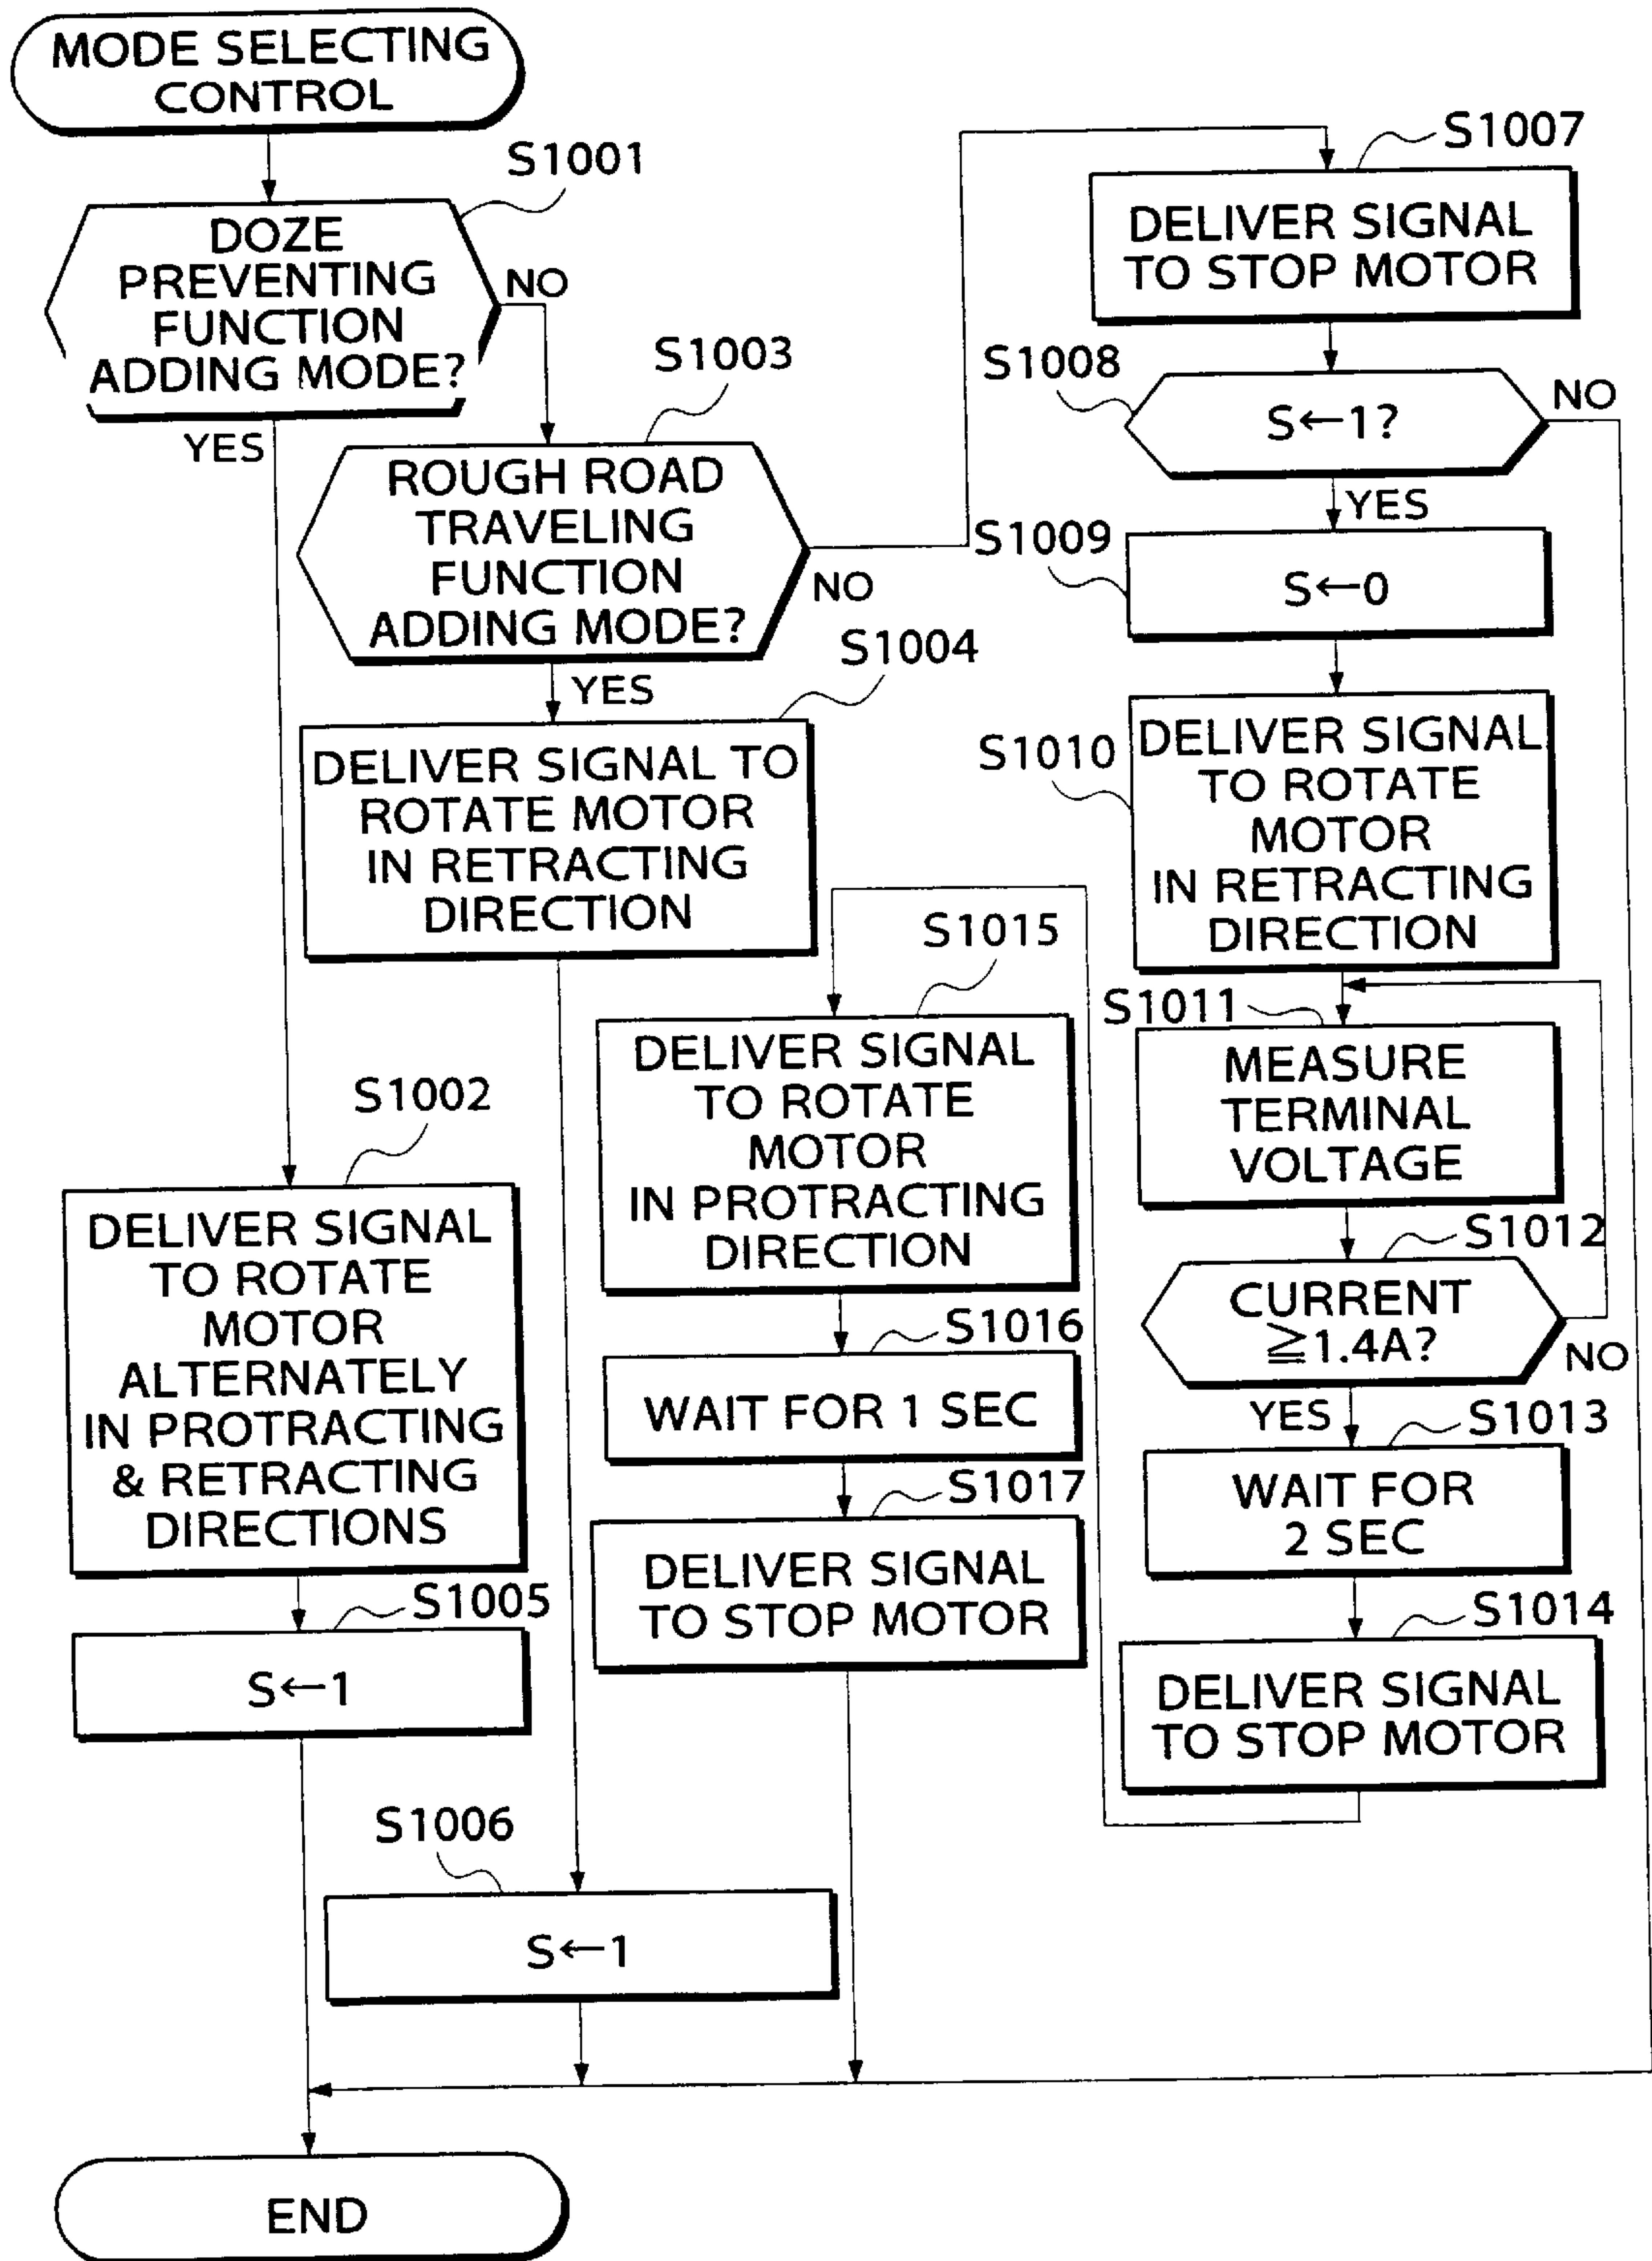 MODE SELECTING
CONTROL
S1001
DOZE
PREVENTING
FUNCTION
ADDING MODE?
NO
YES
S1003
ROUGH ROAD
TRAVELING
FUNCTION
ADDING MODE?
NO
YES
S1004
DELIVER SIGNAL TO
ROTATE MOTOR
IN RETRACTING
DIRECTION
S1002
DELIVER SIGNAL
TO ROTATE
MOTOR
ALTERNATELY
IN PROTRACTING
& RETRACTING
DIRECTIONS
S1005
S←1
S1006
S←1
S1007
DELIVER SIGNAL
TO STOP MOTOR
S1008
S←1?
NO
YES
S1009
S←0
S1010
DELIVER SIGNAL
TO ROTATE
MOTOR
IN RETRACTING
DIRECTION
S1011
MEASURE
TERMINAL
VOLTAGE
S1012
CURRENT
≧1.4A?
NO
YES
S1013
WAIT FOR
2 SEC
S1014
DELIVER SIGNAL
TO STOP MOTOR
S1015
DELIVER SIGNAL
TO ROTATE
MOTOR
IN PROTRACTING
DIRECTION
S1016
WAIT FOR 1 SEC
S1017
DELIVER SIGNAL
TO STOP MOTOR
END